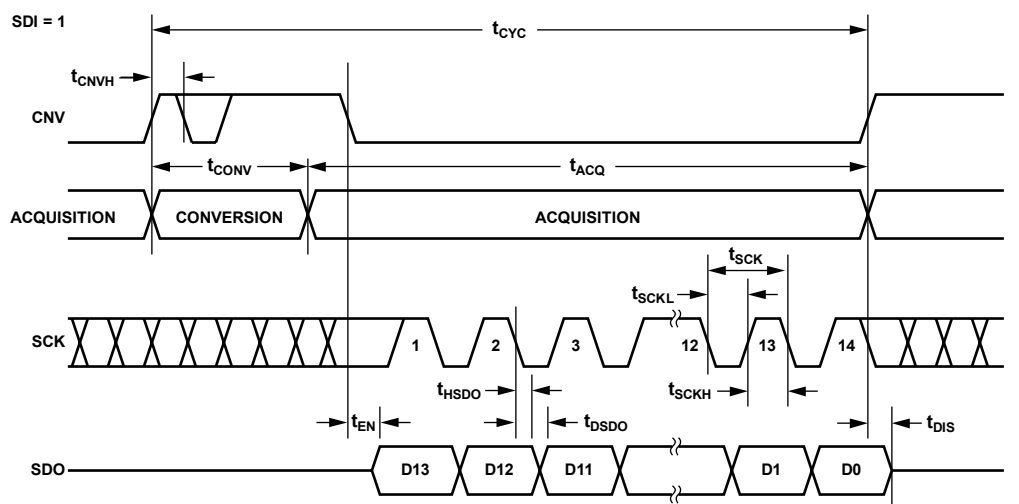 SDI = 1
tCYC
tCNVH
CNV
tCONV
tACQ
ACQUISITION
CONVERSION
ACQUISITION
tSCK
tSCKL
SCK
1
2
3
12
13
14
tHSDO
tSCKH
tEN
tDSDO
tDIS
SDO
D13
D12
D11
D1
D0